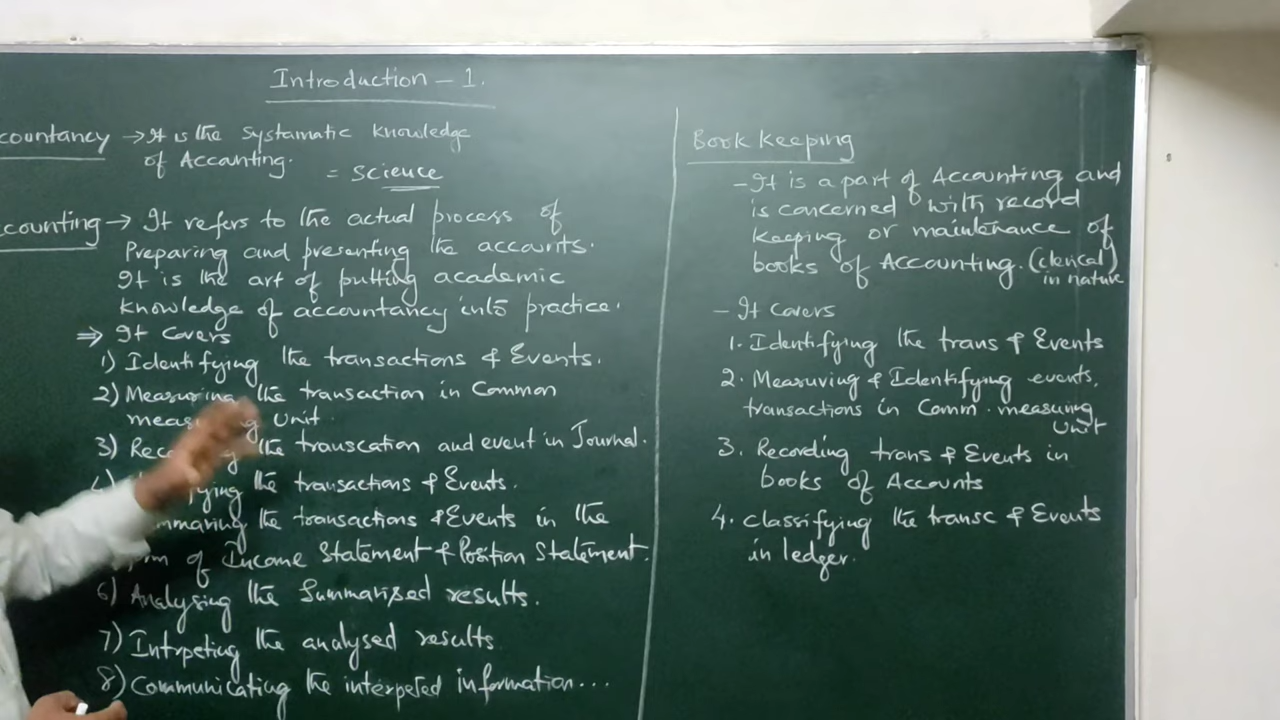 Introduction - 1.
countancy → It is the systamatic knowledge
of Accanting.
= Science
ccounting → It refers to the actual process of
Preparing and presenting the accounts.
It is the art of putting academic
knowledge of accountancy into practice.
⇒ It Covers
1) Identifying the transactions & Events.
2) Measuring the transaction in Common
measuring Unit.
3) Rec the transcation and event in Journal.
fying the transactions & Events.
mmaring the transactions & Events in the
of Income Statement & Position Statement.
6) Analysing the Summarised results.
7) Intrpeting the analysed results
8) Communicating the interpeted information...
Book keeping
- It is a part of Accounting and
is concerned with record
keeping or maintenance of
books of Accounting. (clerical)
in nature
- It covers
1. Identifying the trans & Events
2. Measuring & Identifying events,
transactions in Comm. measuring
Unit
3. Recording trans & Events in
books of Accounts
4. Classifying the transc & Events
in ledger.